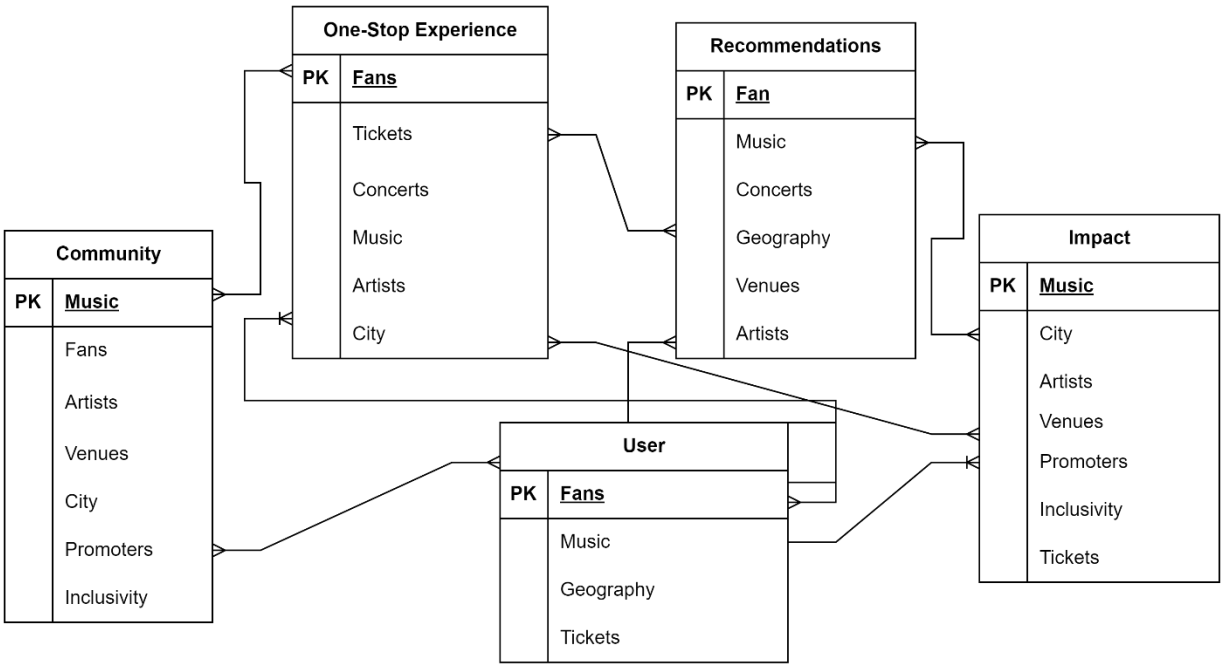 One-Stop Experience
PK Fans
Tickets
Concerts
Music
Artists
City
Recommendations
PK Fan
Music
Concerts
Geography
Venues
Artists
Community
PK Music
Fans
Artists
Venues
City
Promoters
Inclusivity
Impact
PK Music
City
Artists
Venues
Promoters
Inclusivity
Tickets
User
PK Fans
Music
Geography
Tickets